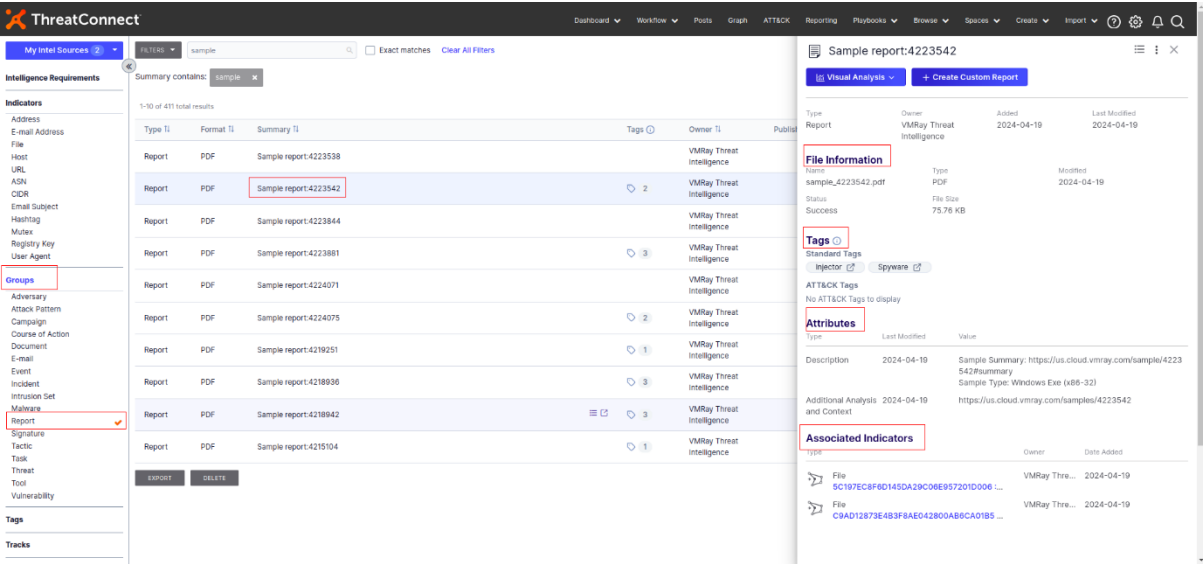 ThreatConnect
Dashboard Workflow Posts Graph ATT&CK Reporting Playbooks Browse Spaces Create Import
My Intel Sources 2
Intelligence Requirements
Indicators
Address
E-mail Address
File
Host
URL
ASN
CIDR
Email Subject
Hashtag
Mutex
Registry Key
User Agent
Groups
Adversary
Attack Pattern
Campaign
Course of Action
Document
E-mail
Event
Incident
Intrusion Set
Malware
Report
Signature
Tactic
Task
Threat
Tool
Vulnerability
Tags
Tracks
FILTERS sample Exact matches Clear All Filters
Summary contains: sample
1-10 of 411 total results
Type Format Summary Tags Owner Publish
Report PDF Sample report:4223538 VMRay Threat
Intelligence
Report PDF Sample report:4223542 2 VMRay Threat
Intelligence
Report PDF Sample report:4223844 VMRay Threat
Intelligence
Report PDF Sample report:4223881 3 VMRay Threat
Intelligence
Report PDF Sample report:4224071 VMRay Threat
Intelligence
Report PDF Sample report:4224075 2 VMRay Threat
Intelligence
Report PDF Sample report:4219251 1 VMRay Threat
Intelligence
Report PDF Sample report:4218936 3 VMRay Threat
Intelligence
Report PDF Sample report:4218942 3 VMRay Threat
Intelligence
Report PDF Sample report:4215104 1 VMRay Threat
Intelligence
EXPORT DELETE
Sample report:4223542
Visual Analysis + Create Custom Report
Type Owner Added Last Modified
Report VMRay Threat 2024-04-19 2024-04-19
Intelligence
File Information
Name Type Modified
sample_4223542.pdf PDF 2024-04-19
Status File Size
Success 75.76 KB
Tags
Standard Tags
Injector Spyware
ATT&CK Tags
No ATT&CK Tags to display
Attributes
Type Last Modified Value
Description 2024-04-19 Sample Summary: https://us.cloud.vmray.com/sample/4223
542#summary
Sample Type: Windows Exe (x86-32)
Additional Analysis 2024-04-19 https://us.cloud.vmray.com/samples/4223542
and Context
Associated Indicators
Type Owner Date Added
File VMRay Thre... 2024-04-19
5C197EC8F6D145DA29C06E957201D006 :...
File VMRay Thre... 2024-04-19
C9AD12873E4B3F8AE042800AB6CA01B5 ...